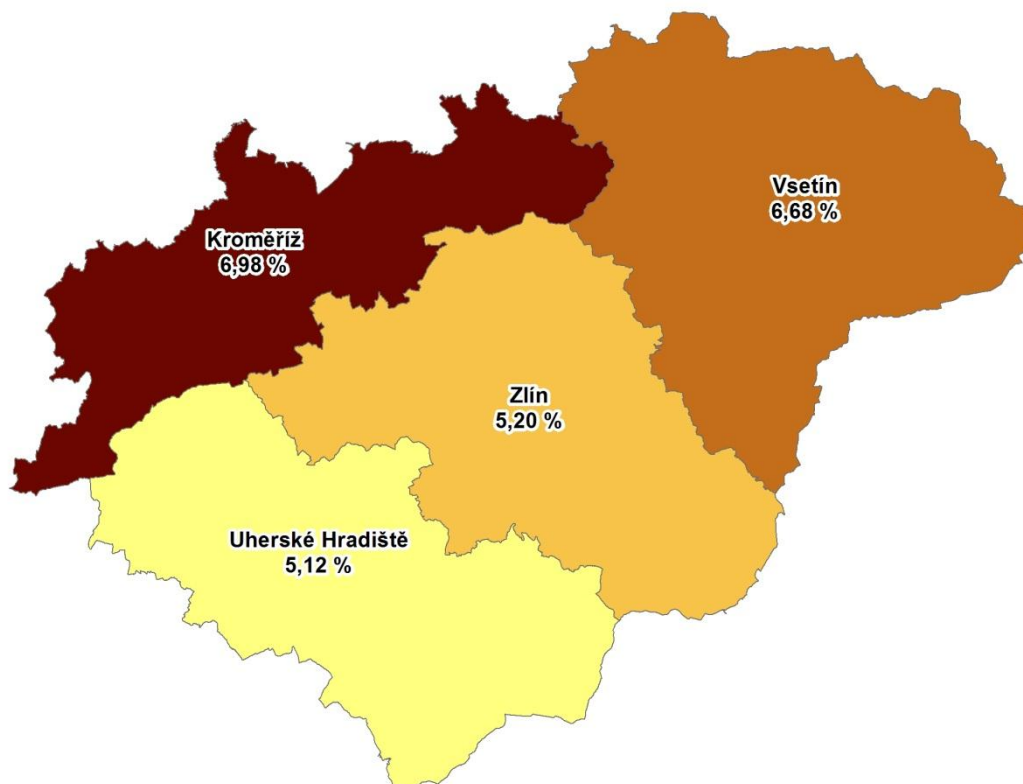 Vsetín
6,68 %
Kroměříž
6,98 %
Zlín
5,20 %
Uherské Hradiště
5,12 %